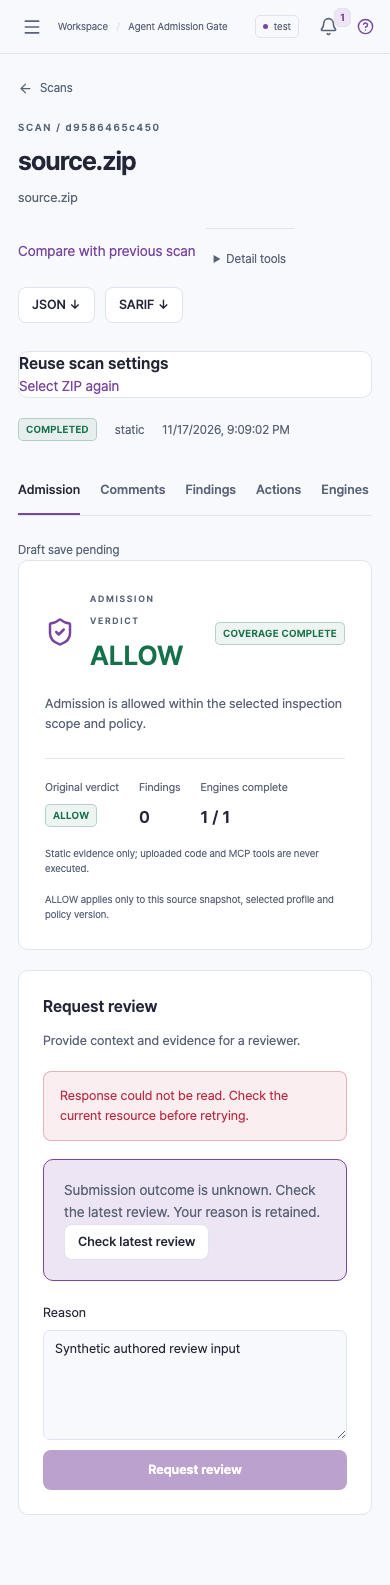 Workspace / Agent Admission Gate
test
1
← Scans
SCAN / d9586465c450
source.zip
source.zip
Compare with previous scan
▶ Detail tools
JSON ↓
SARIF ↓
Reuse scan settings
Select ZIP again
COMPLETED static 11/17/2026, 9:09:02 PM
Admission Comments Findings Actions Engines
Draft save pending
ADMISSION
VERDICT
ALLOW
COVERAGE COMPLETE
Admission is allowed within the selected inspection
scope and policy.
Original verdict Findings Engines complete
ALLOW 0 1 / 1
Static evidence only; uploaded code and MCP tools are never
executed.
ALLOW applies only to this source snapshot, selected profile and
policy version.
Request review
Provide context and evidence for a reviewer.
Response could not be read. Check the
current resource before retrying.
Submission outcome is unknown. Check
the latest review. Your reason is retained.
Check latest review
Reason
Synthetic authored review input
Request review